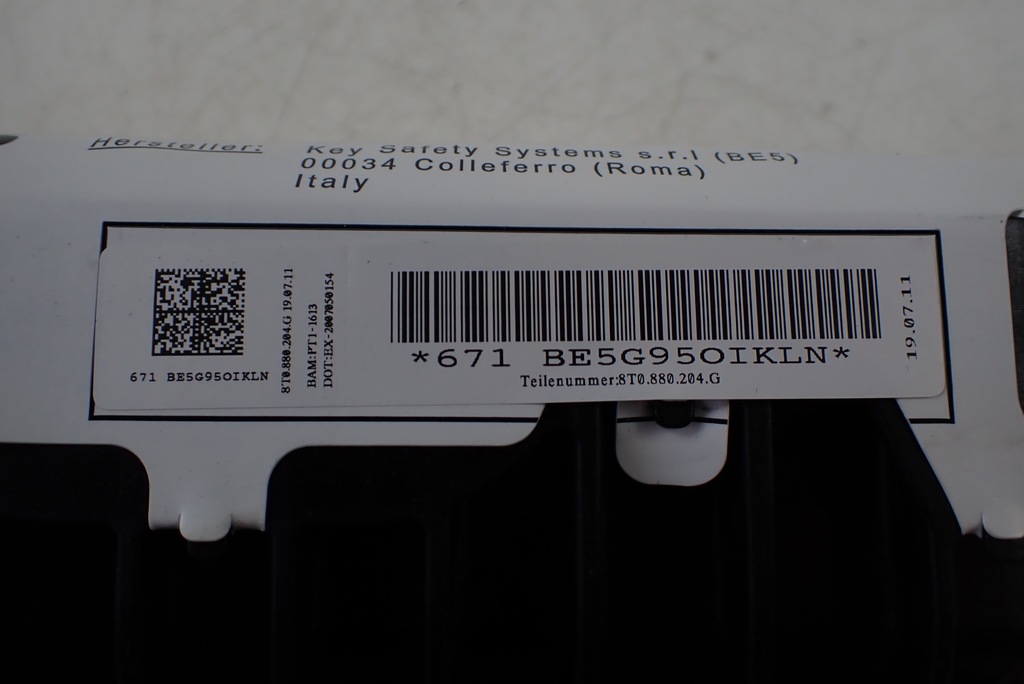 Hersteller: Key Safety Systems s.r.l (BE5)
00034 Colleferro (Roma)
Italy
671 BE5G95OIKLN
8T0.880.204.G 19.07.11
BAM:PT1-1613
DOT:EX-2007050154
*671 BE5G95OIKLN*
Teilenummer:8T0.880.204.G
19.07.11